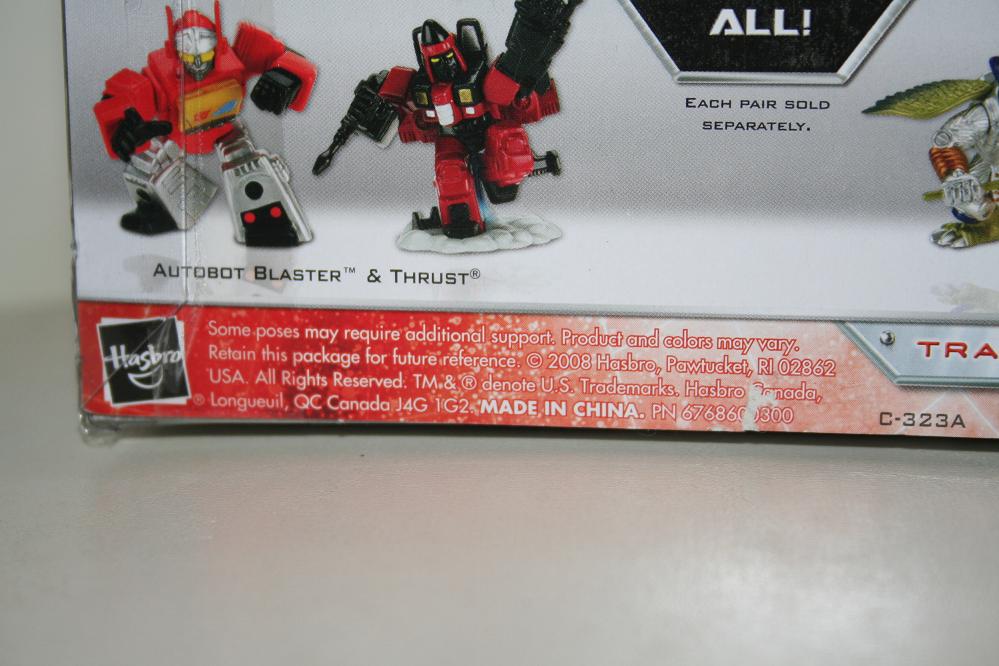 ALL!
EACH PAIR SOLD
SEPARATELY.
AUTOBOT BLASTER™ & THRUST®
Hasbro
®
Some poses may require additional support. Product and colors may vary.
Retain this package for future reference. © 2008 Hasbro, Pawtucket, RI 02862
USA. All Rights Reserved. TM & ® denote U.S. Trademarks. Hasbro
Longueuil, QC Canada J4G 1G2. MADE IN CHINA. PN
TRA
C-323A